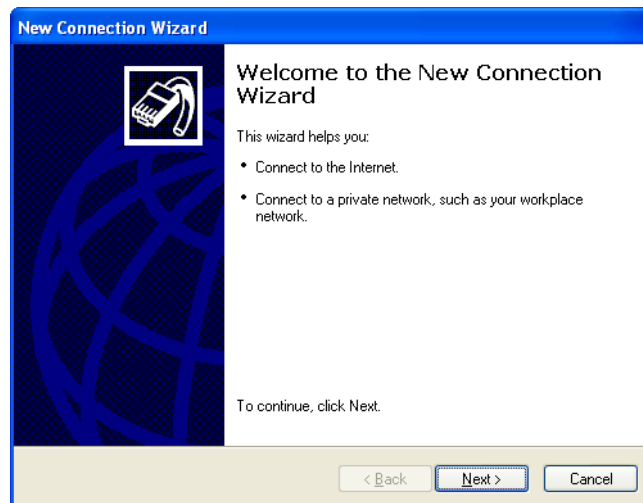 New Connection Wizard
Welcome to the New Connection
Wizard
This wizard helps you:
• Connect to the Internet.
• Connect to a private network, such as your workplace
network.
To continue, click Next.
< Back
Next >
Cancel